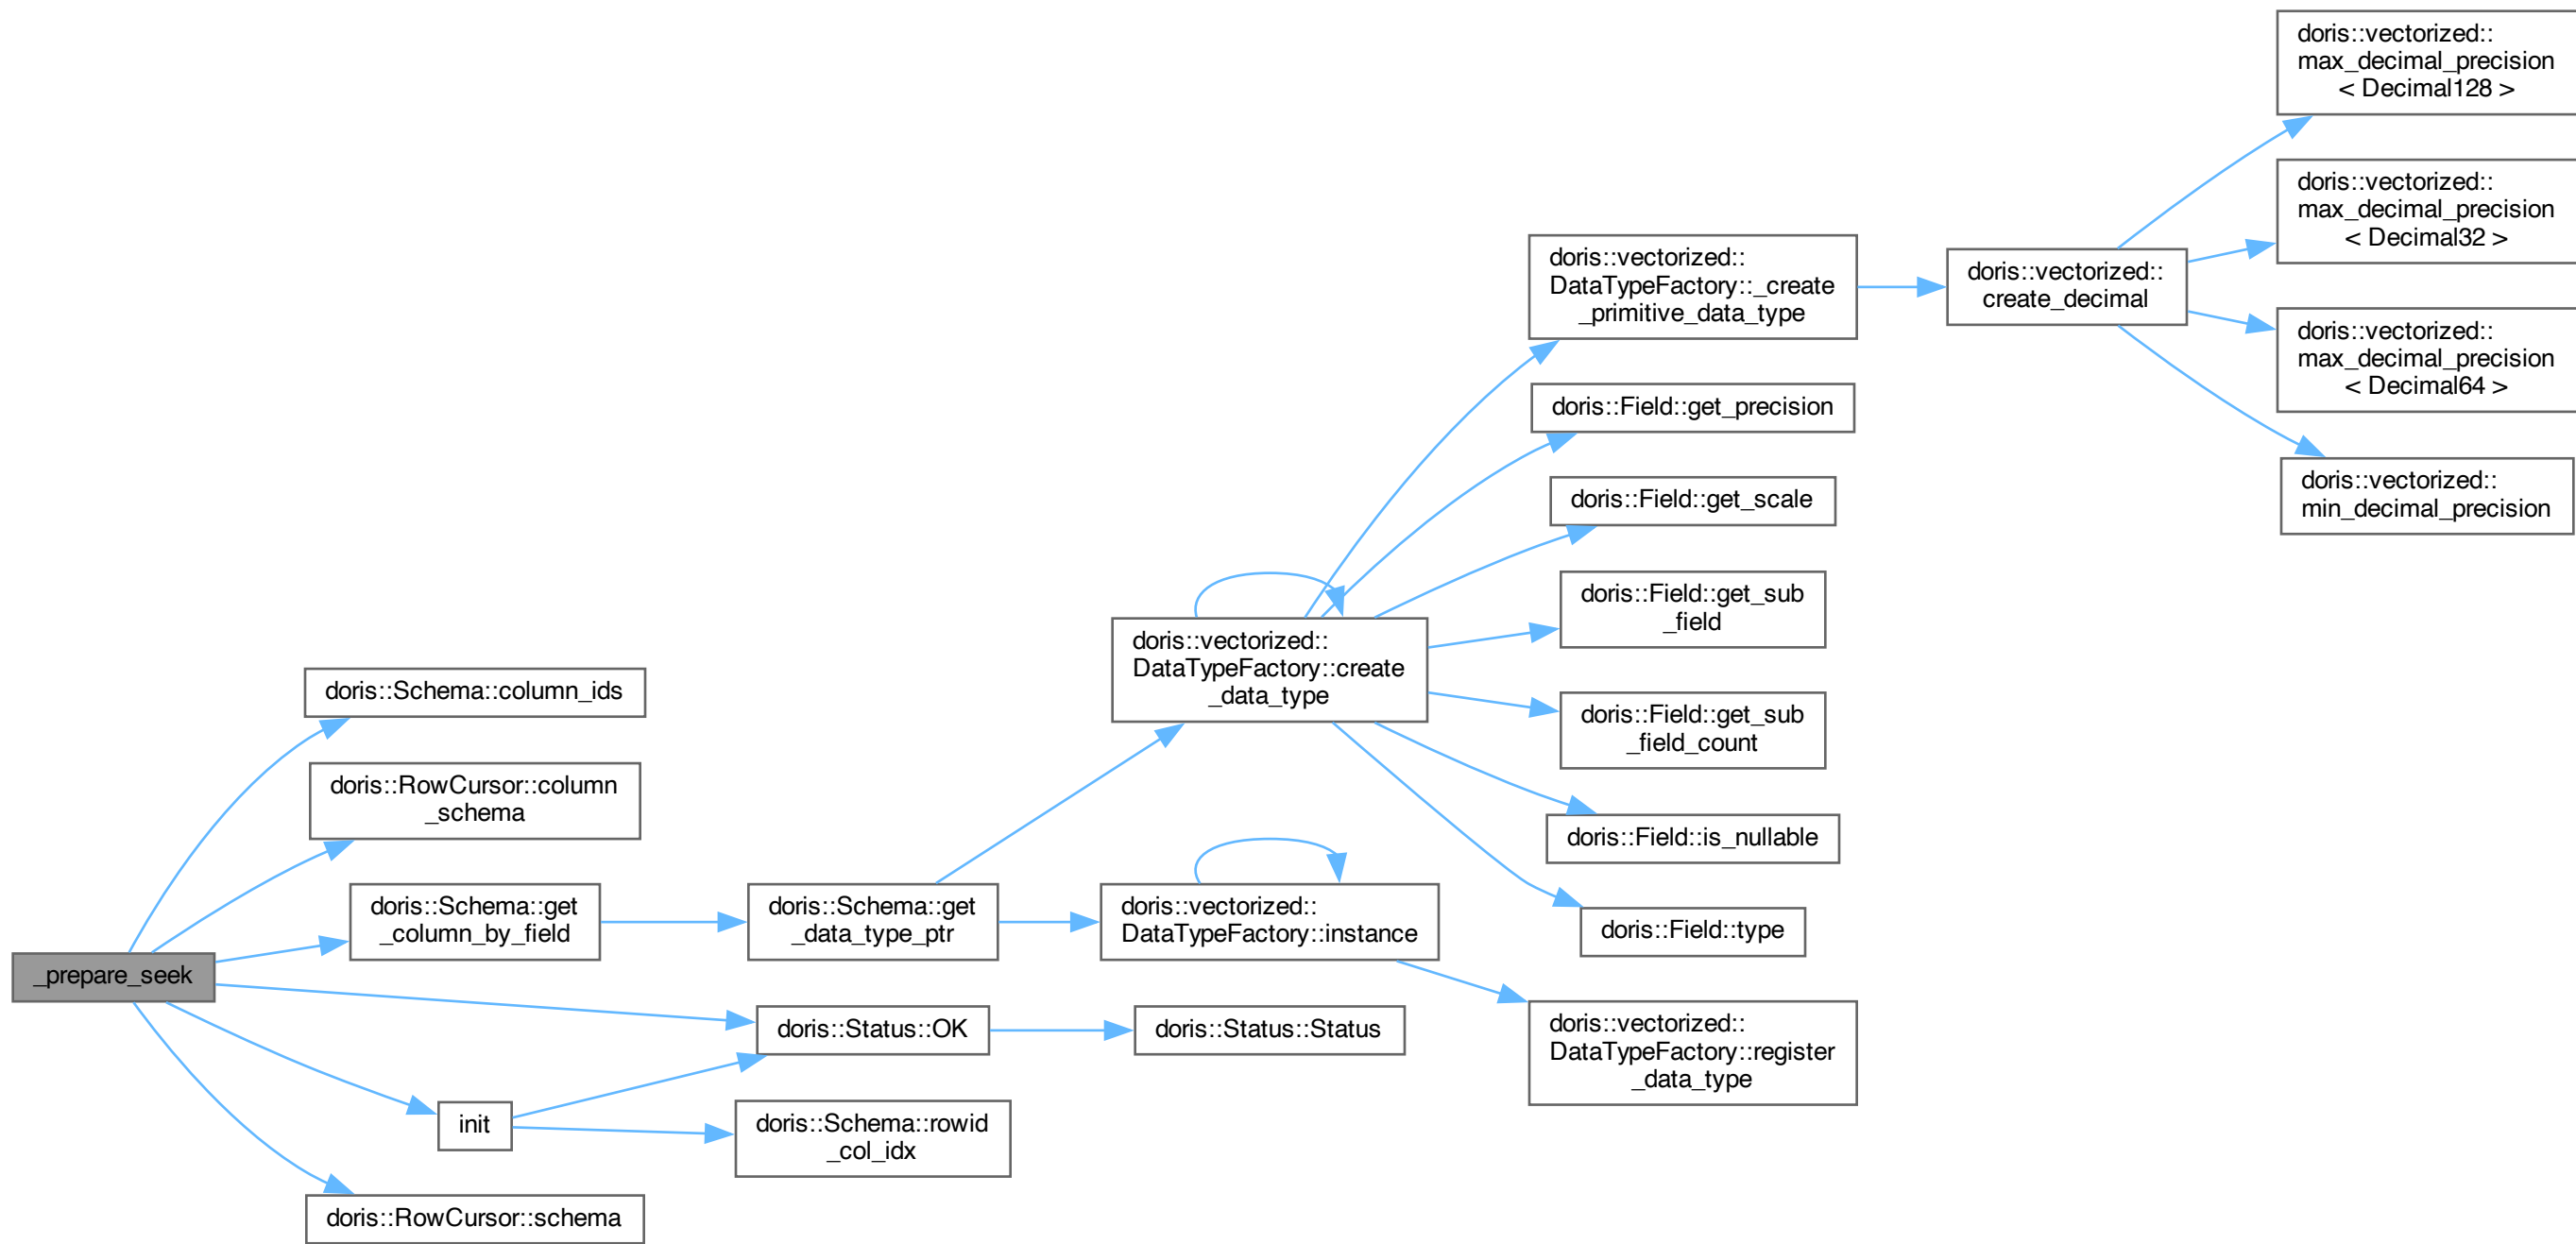 _prepare_seek
doris::Schema::column_ids
doris::RowCursor::column
_schema
doris::Schema::get
_column_by_field
doris::Schema::get
_data_type_ptr
doris::vectorized::
DataTypeFactory::create
_data_type
doris::vectorized::
DataTypeFactory::_create
_primitive_data_type
doris::vectorized::
create_decimal
doris::vectorized::
max_decimal_precision
< Decimal128 >
doris::vectorized::
max_decimal_precision
< Decimal32 >
doris::vectorized::
max_decimal_precision
< Decimal64 >
doris::vectorized::
min_decimal_precision
doris::Field::get_precision
doris::Field::get_scale
doris::Field::get_sub
_field
doris::Field::get_sub
_field_count
doris::Field::is_nullable
doris::Field::type
doris::vectorized::
DataTypeFactory::instance
doris::vectorized::
DataTypeFactory::register
_data_type
doris::Status::OK
doris::Status::Status
init
doris::Schema::rowid
_col_idx
doris::RowCursor::schema